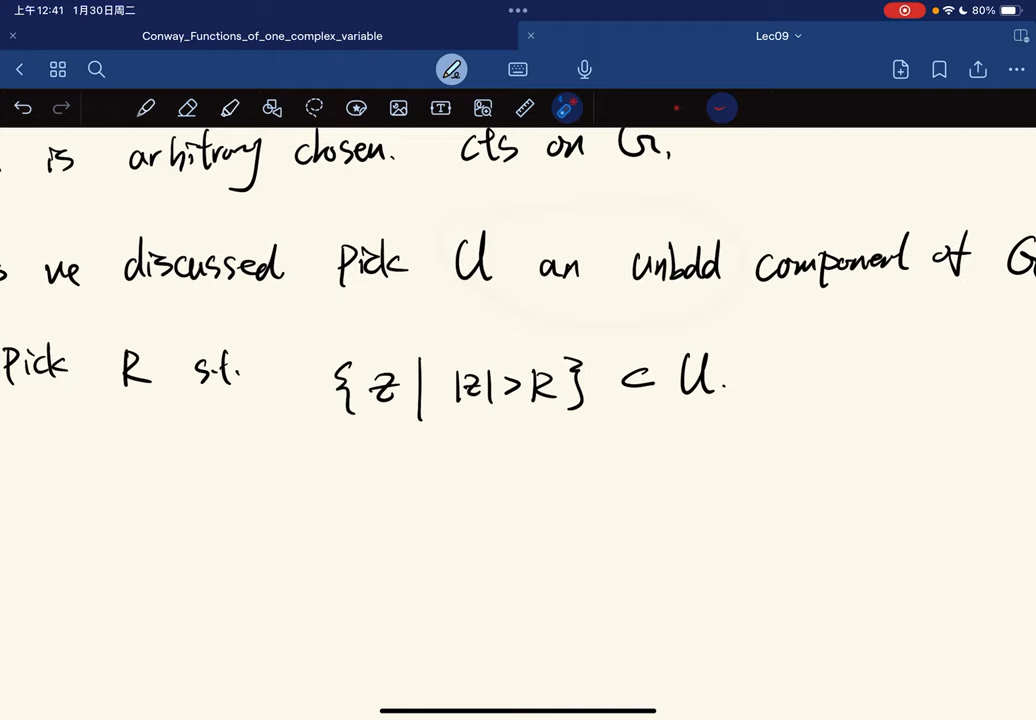 上午12:41 1月30日周二
80%
Conway_Functions_of_one_complex_variable
Lec09
is arbitrary chosen. cts on G.
we discussed pick U an unbdd component of G
Pick R s.t. {z | |z|>R} ⊂ U.